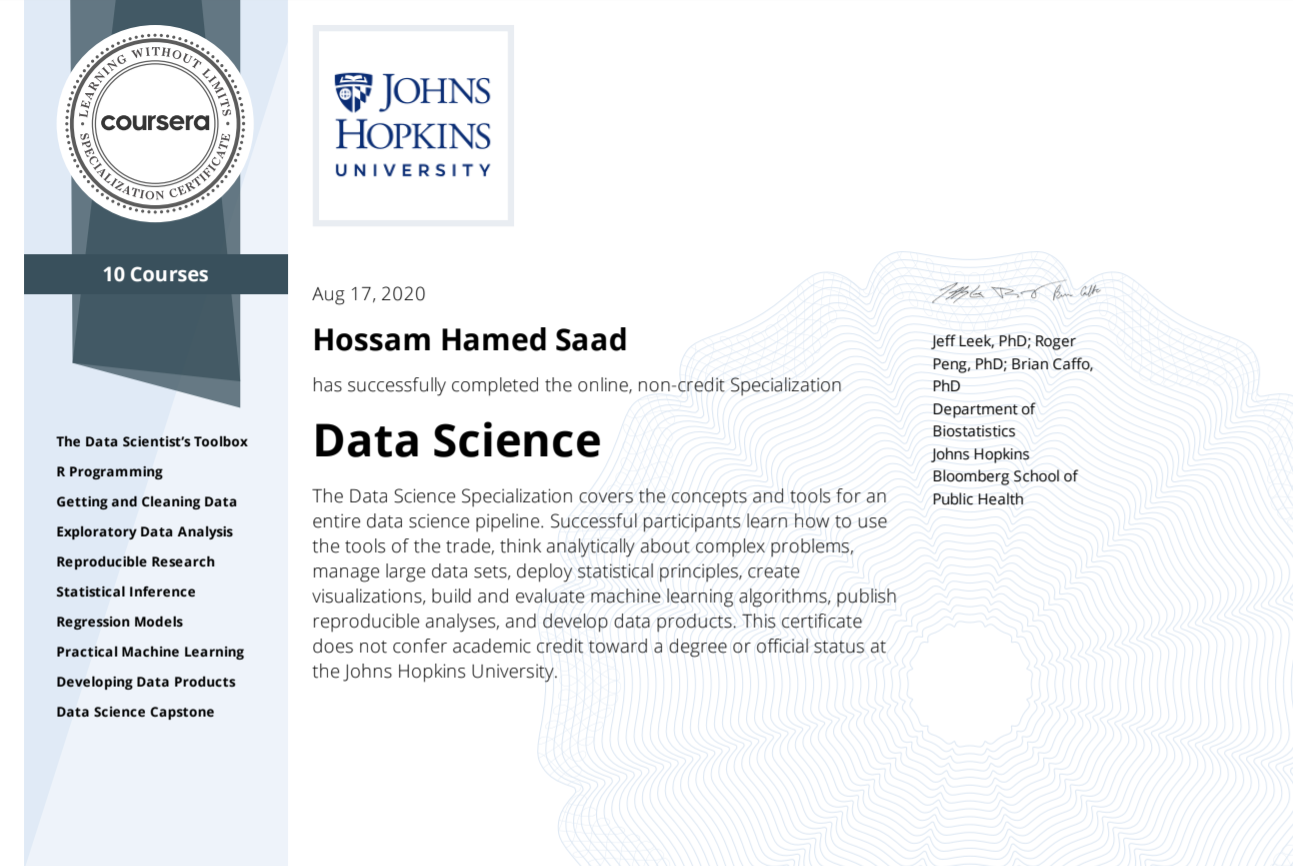 LEARNING WITHOUT LIMITS
coursera
SPECIALIZATION CERTIFICATE
10 Courses
The Data Scientist’s Toolbox
R Programming
Getting and Cleaning Data
Exploratory Data Analysis
Reproducible Research
Statistical Inference
Regression Models
Practical Machine Learning
Developing Data Products
Data Science Capstone
JOHNS
HOPKINS
UNIVERSITY
Aug 17, 2020
Hossam Hamed Saad
has successfully completed the online, non-credit Specialization
Data Science
The Data Science Specialization covers the concepts and tools for an
entire data science pipeline. Successful participants learn how to use
the tools of the trade, think analytically about complex problems,
manage large data sets, deploy statistical principles, create
visualizations, build and evaluate machine learning algorithms, publish
reproducible analyses, and develop data products. This certificate
does not confer academic credit toward a degree or official status at
the Johns Hopkins University.
Jeff Leek, PhD; Roger
Peng, PhD; Brian Caffo,
PhD
Department of
Biostatistics
Johns Hopkins
Bloomberg School of
Public Health